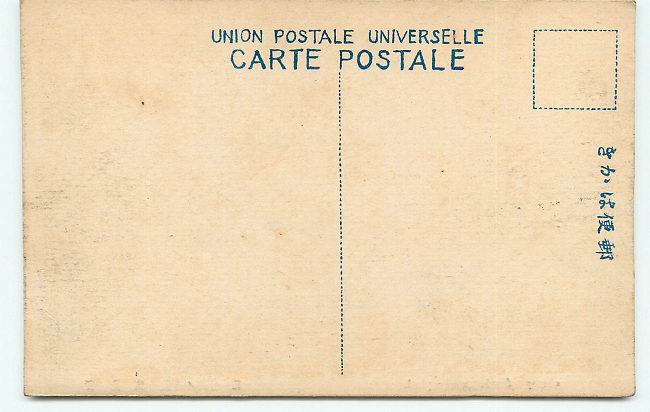 UNION POSTALE UNIVERSELLE
CARTE POSTALE
きかは便郵